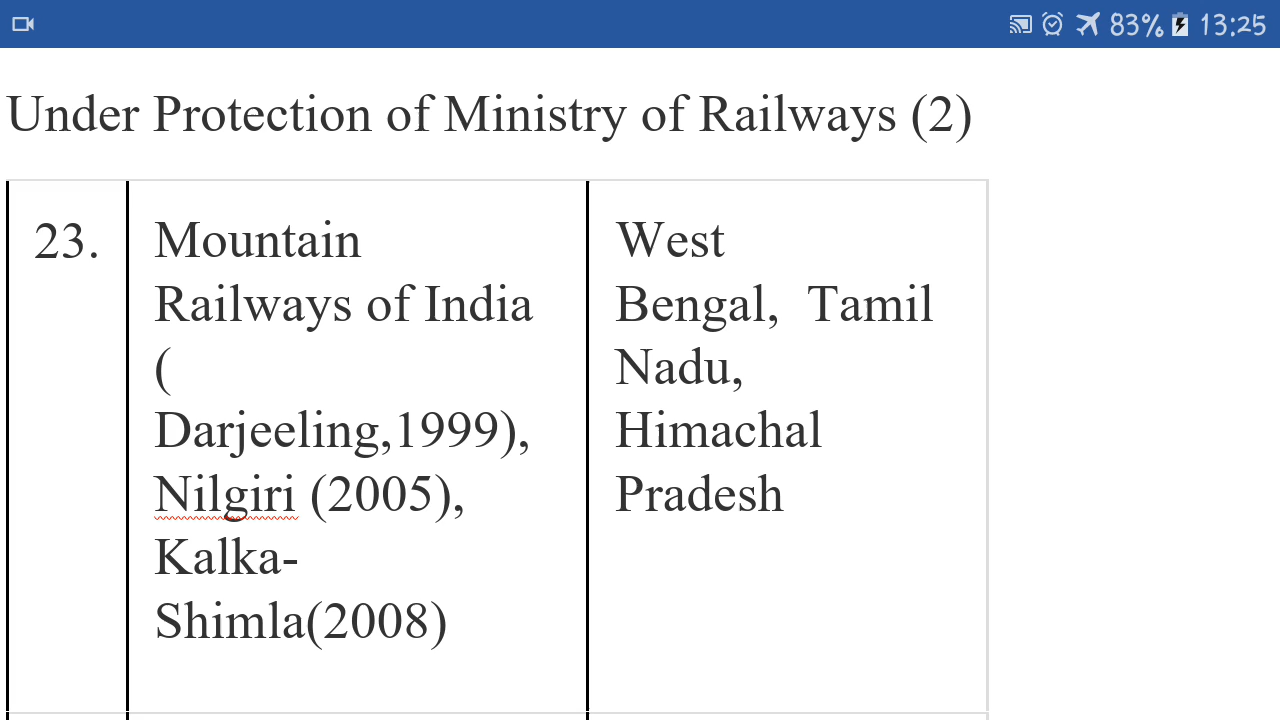 83% 13:25
Under Protection of Ministry of Railways (2)
23.
Mountain
Railways of India
(
Darjeeling,1999),
Nilgiri (2005),
Kalka-
Shimla(2008)
West
Bengal,  Tamil
Nadu,
Himachal
Pradesh